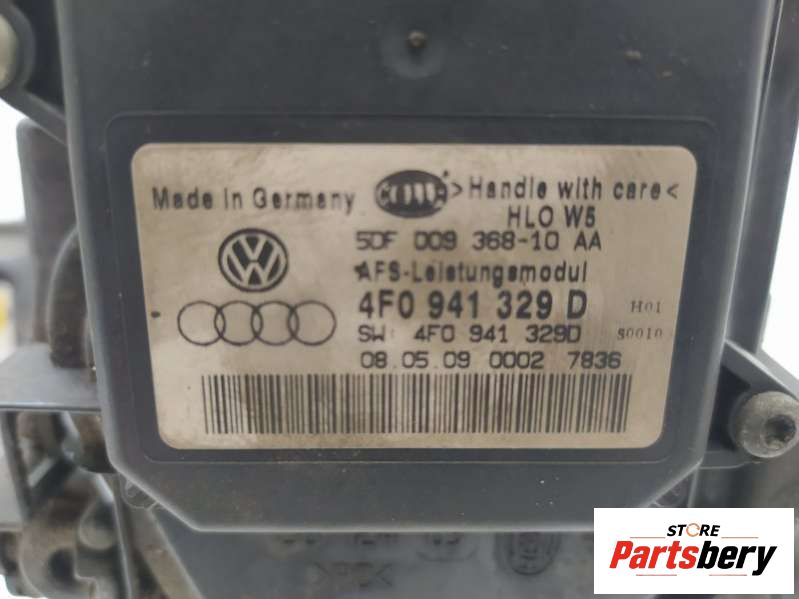 Made in Germany
>Handle with care<
HLO W5
5DF 009 368-10 AA
AFS-Leistungsmodul
4F0 941 329 D
H01
SW: 4F0 941 329D
S0010
08.05.09 0002 7836
STORE
Partsbery